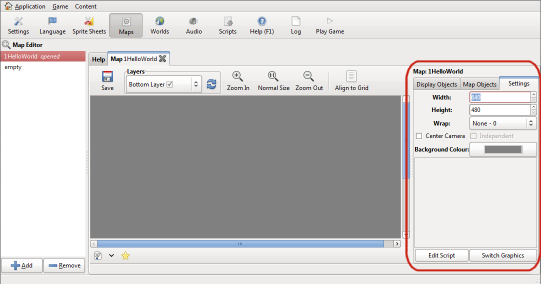 Application Game Content
Settings Language Sprite Sheets Maps Worlds Audio Scripts Help (F1) Log Play Game
Map Editor
1HelloWorld opened
empty
Help Map 1HelloWorld
Save
Layers
Bottom Layer
Zoom In Normal Size Zoom Out Align to Grid
Map: 1HelloWorld
Display Objects Map Objects Settings
Width:
Height: 480
Wrap: None - 0
Center Camera Independent
Background Colour:
Edit Script Switch Graphics
Add Remove